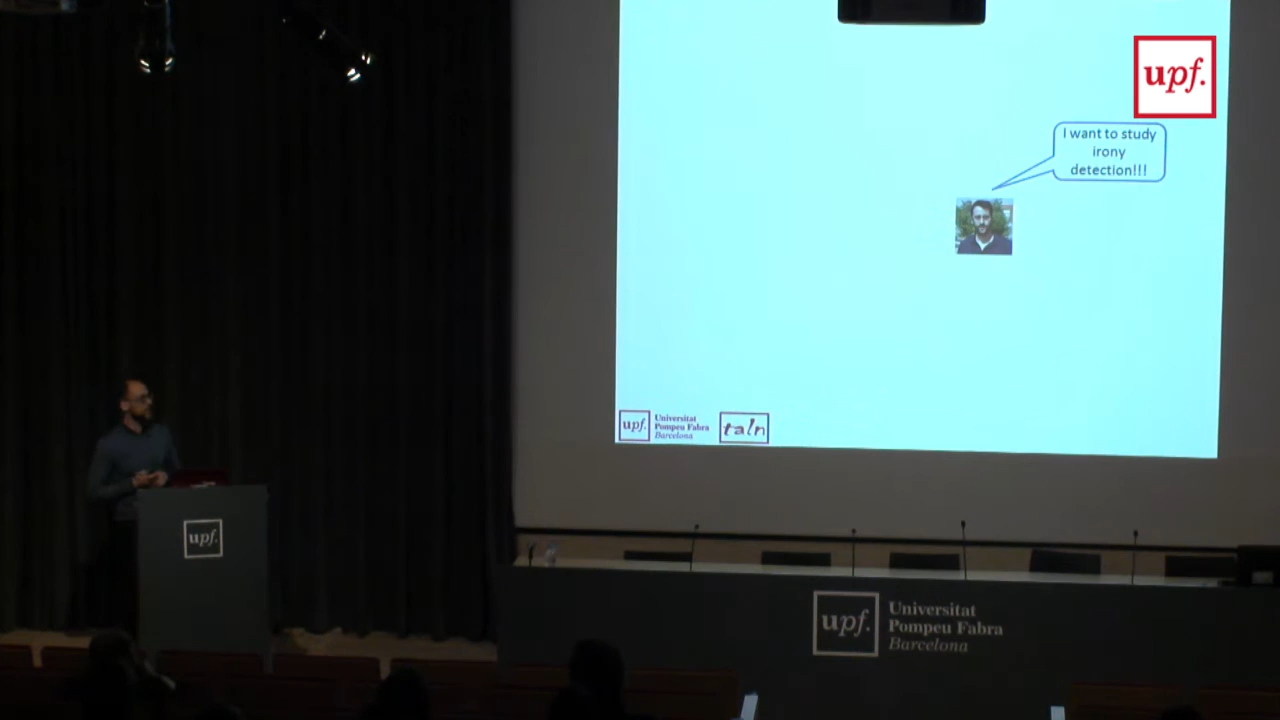 upf.
I want to study
irony
detection!!!
upf.
Universitat
Pompeu Fabra
Barcelona
taln
upf.
upf.
Universitat
Pompeu Fabra
Barcelona